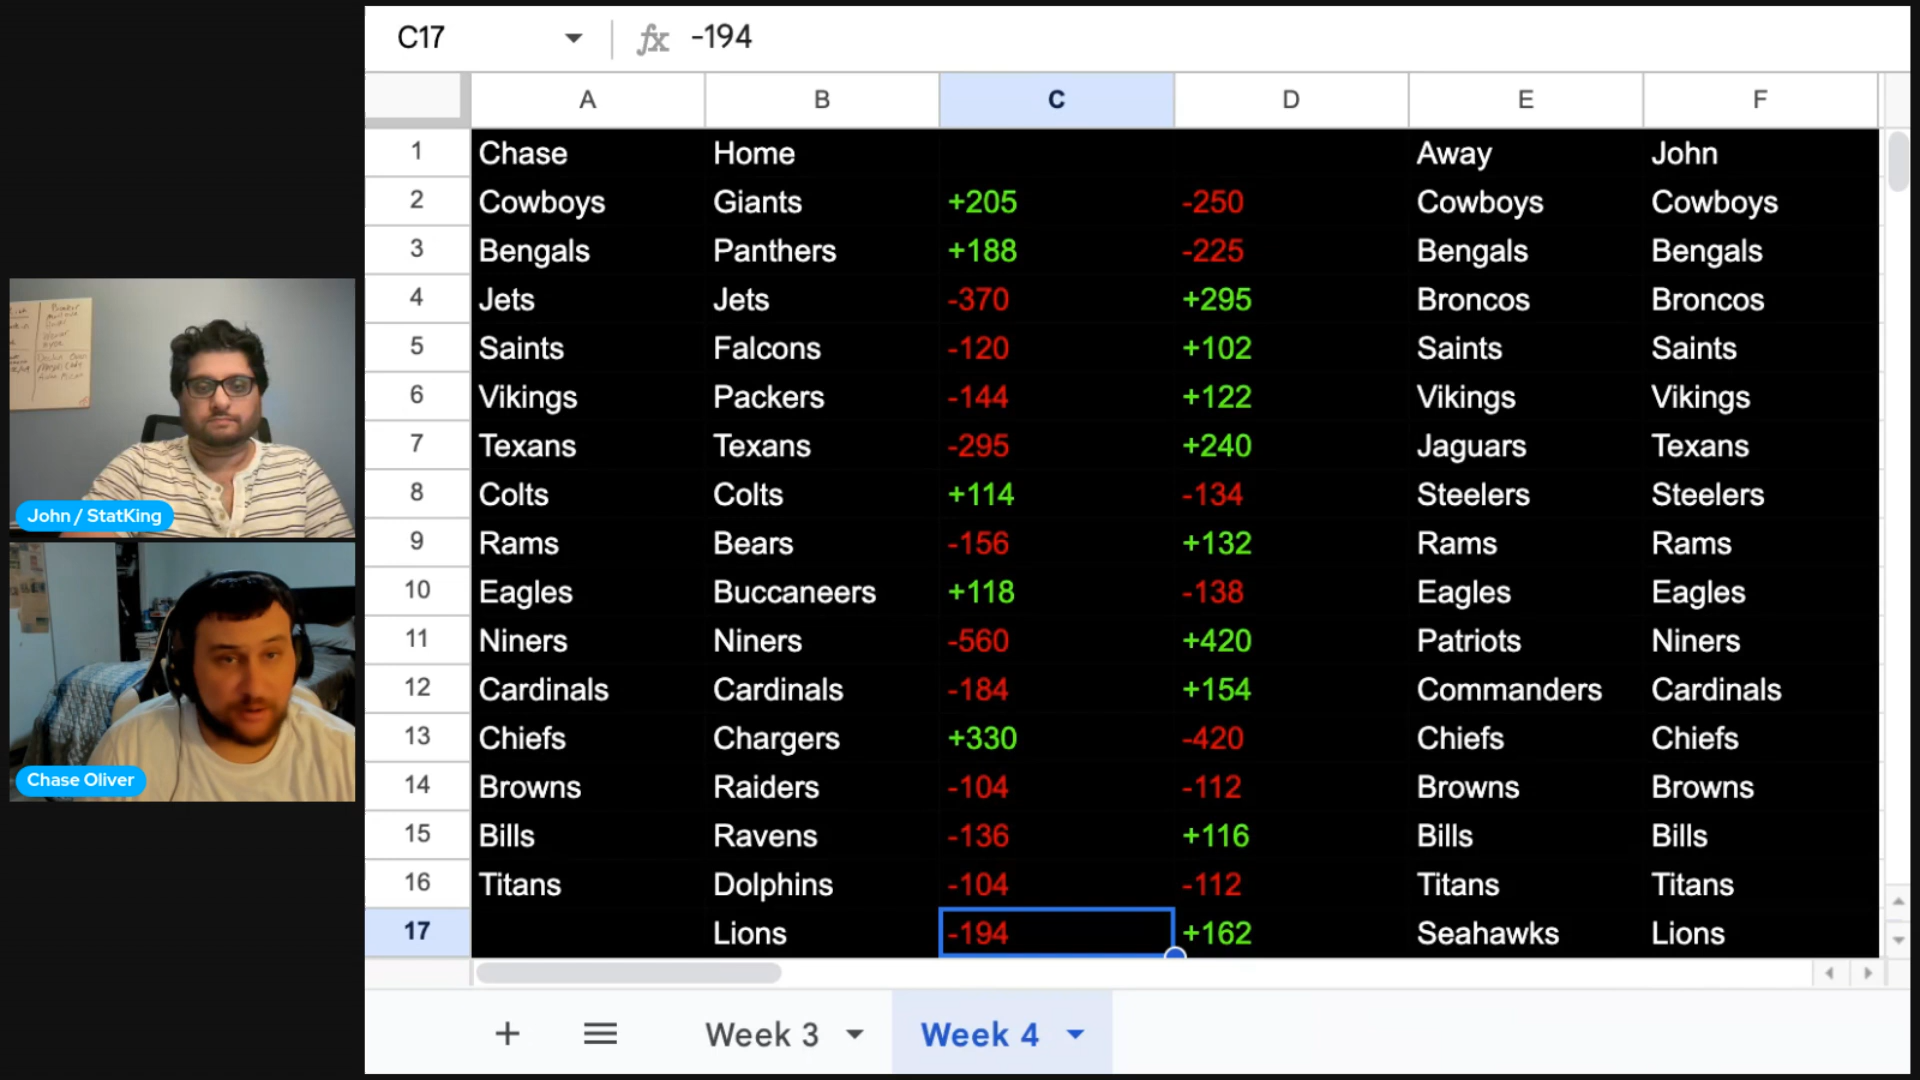 C17 fx -194
A B C D E F
1 Chase Home Away John
2 Cowboys Giants +205 -250 Cowboys Cowboys
3 Bengals Panthers +188 -225 Bengals Bengals
4 Jets Jets -370 +295 Broncos Broncos
5 Saints Falcons -120 +102 Saints Saints
6 Vikings Packers -144 +122 Vikings Vikings
7 Texans Texans -295 +240 Jaguars Texans
8 Colts Colts +114 -134 Steelers Steelers
9 Rams Bears -156 +132 Rams Rams
10 Eagles Buccaneers +118 -138 Eagles Eagles
11 Niners Niners -560 +420 Patriots Niners
12 Cardinals Cardinals -184 +154 Commanders Cardinals
13 Chiefs Chargers +330 -420 Chiefs Chiefs
14 Browns Raiders -104 -112 Browns Browns
15 Bills Ravens -136 +116 Bills Bills
16 Titans Dolphins -104 -112 Titans Titans
17 Lions -194 +162 Seahawks Lions
Week 3 Week 4
John / StatKing
Chase Oliver